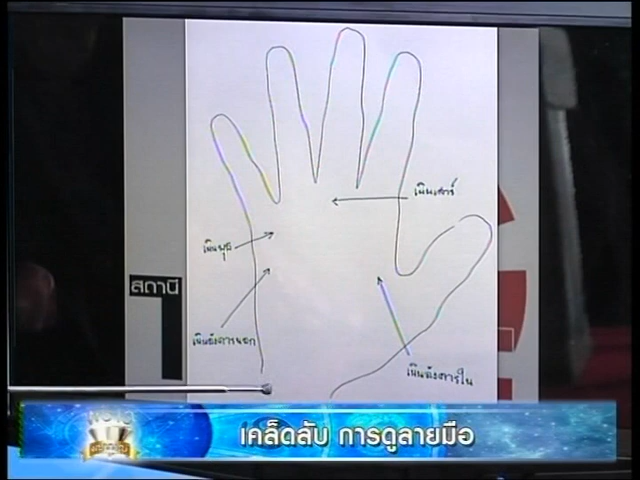 เนินเสาร์
เนินพุธ
สถานี
1
เนินอังคารนอก
เนินอังคารใน
เคล็ดลับ การดูลายมือ